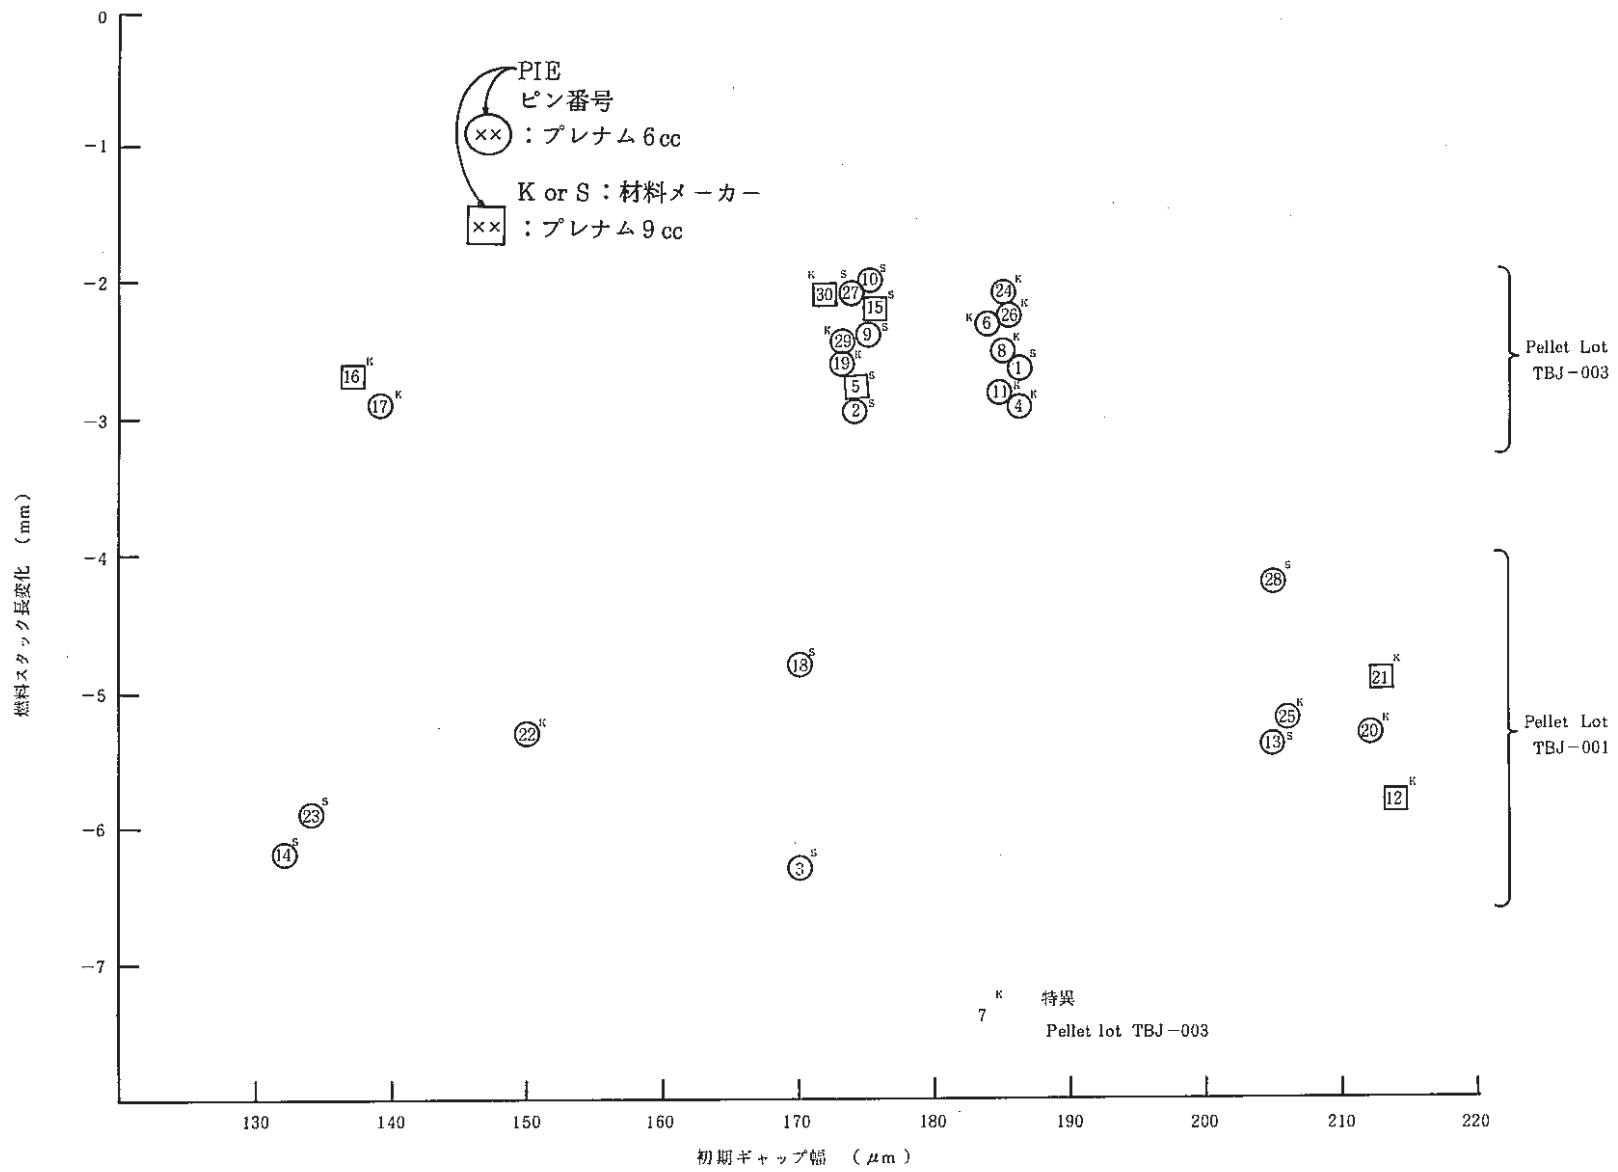 0
PIE
ピン番号
×× ：プレナム 6 cc
−1
K or S：材料メーカー
×× ：プレナム 9 cc
−2
30 K
27 S
10 S
15 S
9 S
29 K
19 K
5 S
2 S
24 K
26 K
6 K
8 K
1 S
11 K
4 K
16 K
17 K
Pellet Lot
TBJ−003
−3
燃料スタック長変化 （mm）
−4
28 S
18 S
21 K
−5
22 K
25 K
13 S
20 K
12 K
Pellet Lot
TBJ−001
23 S
14 S
3 S
−6
−7
7 K 特異
Pellet lot TBJ−003
130 140 150 160 170 180 190 200 210 220
初期ギャップ幅 （μm）